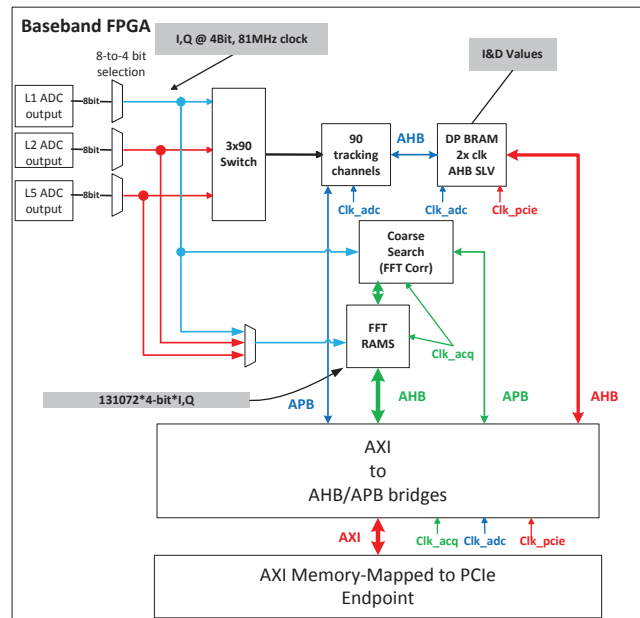 Baseband FPGA
I,Q @ 4Bit, 81MHz clock
I&D Values
8-to-4 bit
selection
L1 ADC
output
8bit
L2 ADC
output
8bit
L5 ADC
output
8bit
3x90
Switch
90
tracking
channels
AHB
DP BRAM
2x clk
AHB SLV
Clk_adc
Clk_adc
Clk_pcie
Coarse
Search
(FFT Corr)
FFT
RAMS
Clk_acq
131072*4-bit*I,Q
APB
AHB
APB
AHB
AXI
to
AHB/APB bridges
AXI
Clk_acq
Clk_adc
Clk_pcie
AXI Memory-Mapped to PCIe
Endpoint